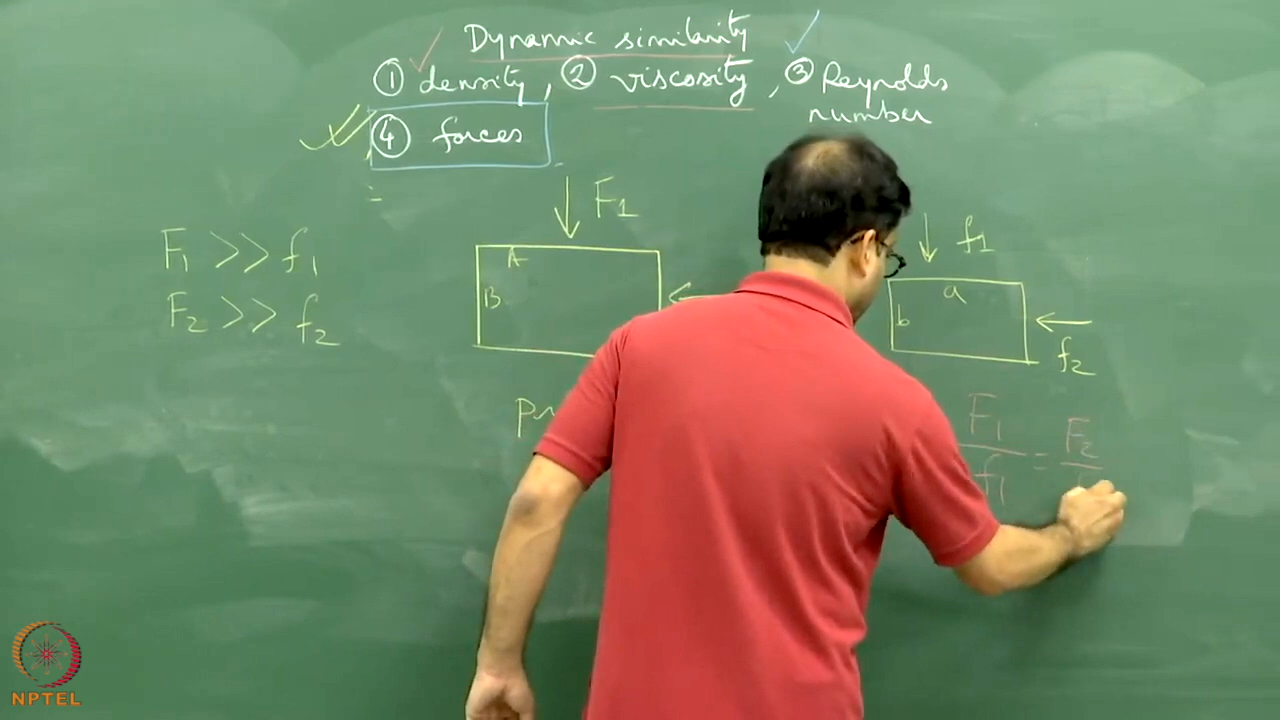 Dynamic similarity
① density, ② viscosity, ③ Reynolds
number
④ forces
F1 >> f1
F2 >> f2
F1
A
B
f1
a
b
f2
F1 / f1 = F2 /
NPTEL